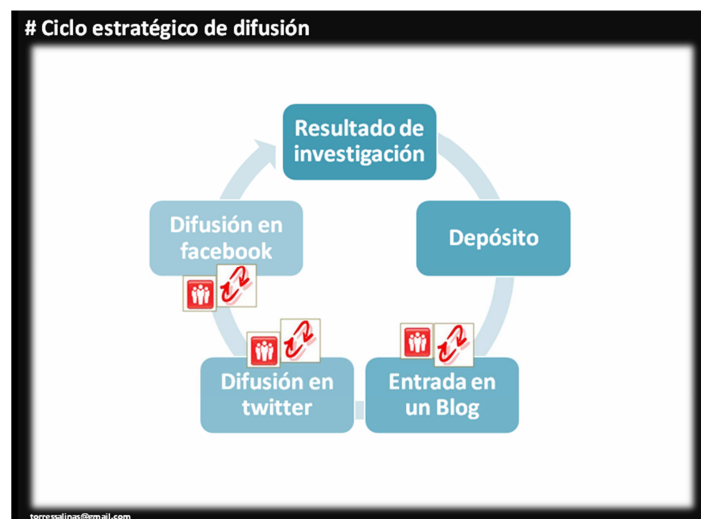 # Ciclo estratégico de difusión
Resultado de
investigación
Depósito
Entrada en
un Blog
Difusión en
twitter
Difusión en
facebook
torressalinas@gmail.com